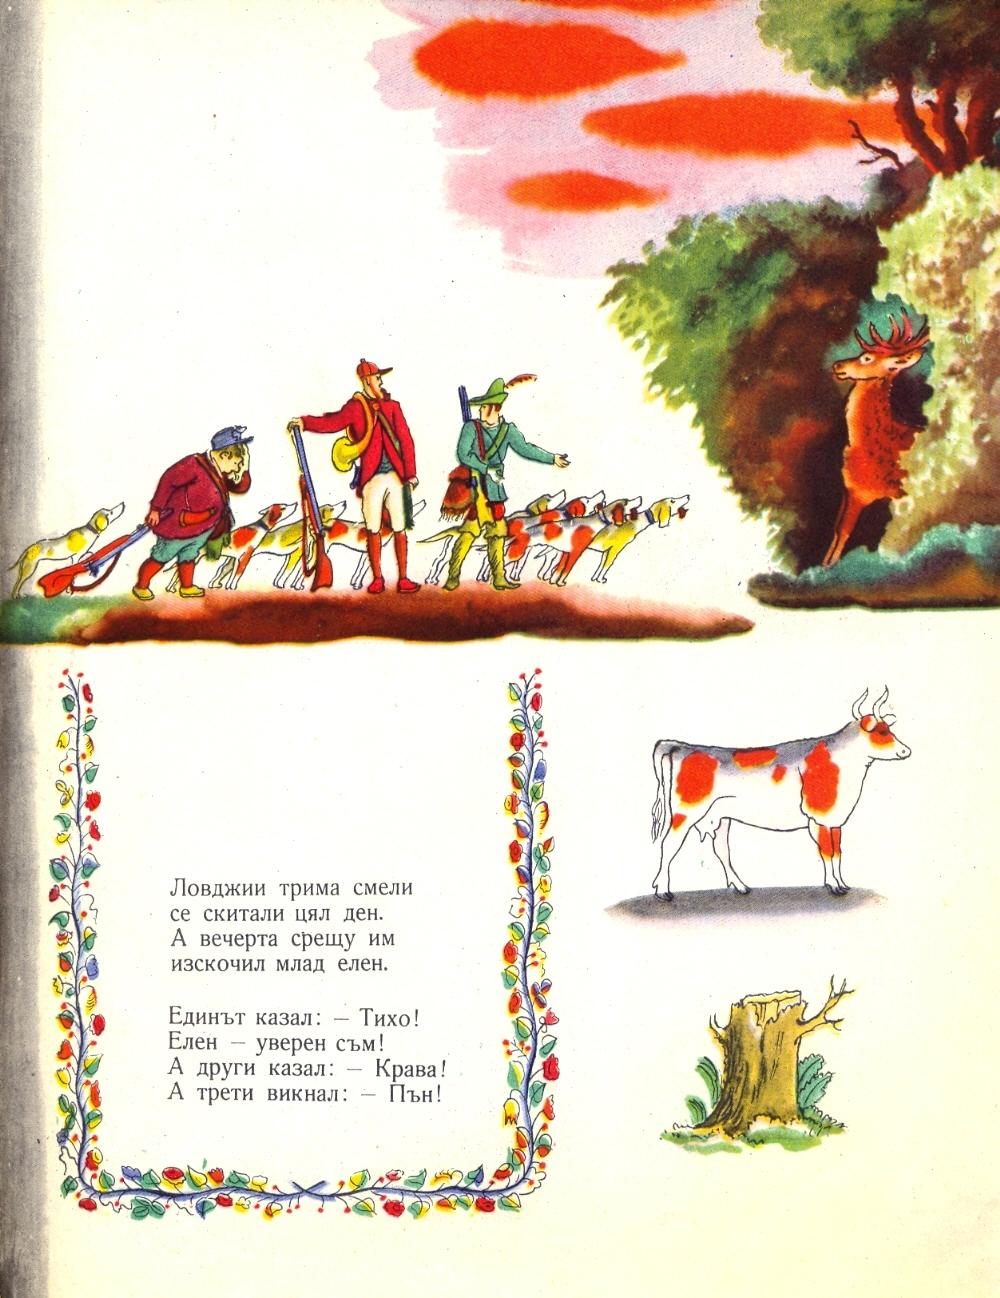 Ловджии трима смели
се скитали цял ден.
А вечерта срещу им
изскочил млад елен.
Единът казал: – Тихо!
Елен – уверен съм!
А други казал: – Крава!
А трети викнал: – Пън!